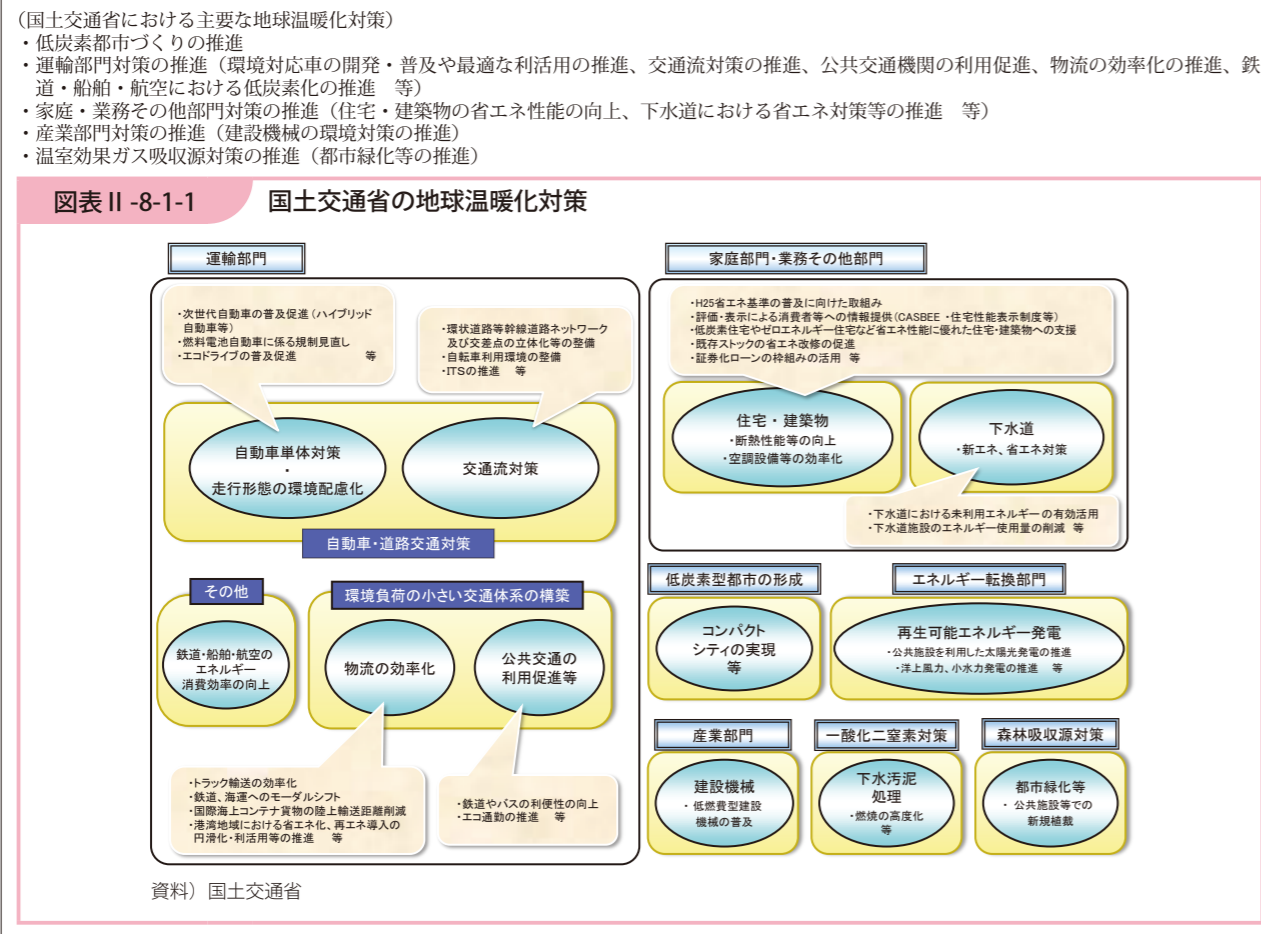 （国土交通省における主要な地球温暖化対策）
・低炭素都市づくりの推進
・運輸部門対策の推進（環境対応車の開発・普及や最適な利活用の推進、交通流対策の推進、公共交通機関の利用促進、物流の効率化の推進、鉄
道・船舶・航空における低炭素化の推進　等）
・家庭・業務その他部門対策の推進（住宅・建築物の省エネ性能の向上、下水道における省エネ対策等の推進　等）
・産業部門対策の推進（建設機械の環境対策の推進）
・温室効果ガス吸収源対策の推進（都市緑化等の推進）
図表Ⅱ-8-1-1　国土交通省の地球温暖化対策
運輸部門
・次世代自動車の普及促進（ハイブリッド
自動車等）
・燃料電池自動車に係る規制見直し
・エコドライブの普及促進　等
・環状道路等幹線道路ネットワーク
及び交差点の立体化等の整備
・自転車利用環境の整備
・ITSの推進　等
自動車単体対策
・
走行形態の環境配慮化
交通流対策
自動車・道路交通対策
その他
鉄道・船舶・航空の
エネルギー
消費効率の向上
環境負荷の小さい交通体系の構築
物流の効率化
公共交通の
利用促進等
・トラック輸送の効率化
・鉄道、海運へのモーダルシフト
・国際海上コンテナ貨物の陸上輸送距離削減
・港湾地域における省エネ化、再エネ導入の
円滑化・利活用等の推進　等
・鉄道やバスの利便性の向上
・エコ通勤の推進　等
家庭部門・業務その他部門
・H25省エネ基準の普及に向けた取組み
・評価・表示による消費者等への情報提供（CASBEE・住宅性能表示制度等）
・低炭素住宅やゼロエネルギー住宅など省エネ性能に優れた住宅・建築物への支援
・既存ストックの省エネ改修の促進
・証券化ローンの枠組みの活用 等
住宅・建築物
・断熱性能等の向上
・空調設備等の効率化
下水道
・新エネ、省エネ対策
・下水道における未利用エネルギーの有効活用
・下水道施設のエネルギー使用量の削減 等
低炭素型都市の形成
コンパクト
シティの実現
等
エネルギー転換部門
再生可能エネルギー発電
・公共施設を利用した太陽光発電の推進
・洋上風力、小水力発電の推進　等
産業部門
建設機械
・低燃費型建設
機械の普及
一酸化二窒素対策
下水汚泥
処理
・燃焼の高度化
等
森林吸収源対策
都市緑化等
・公共施設等での
新規植栽
資料）国土交通省